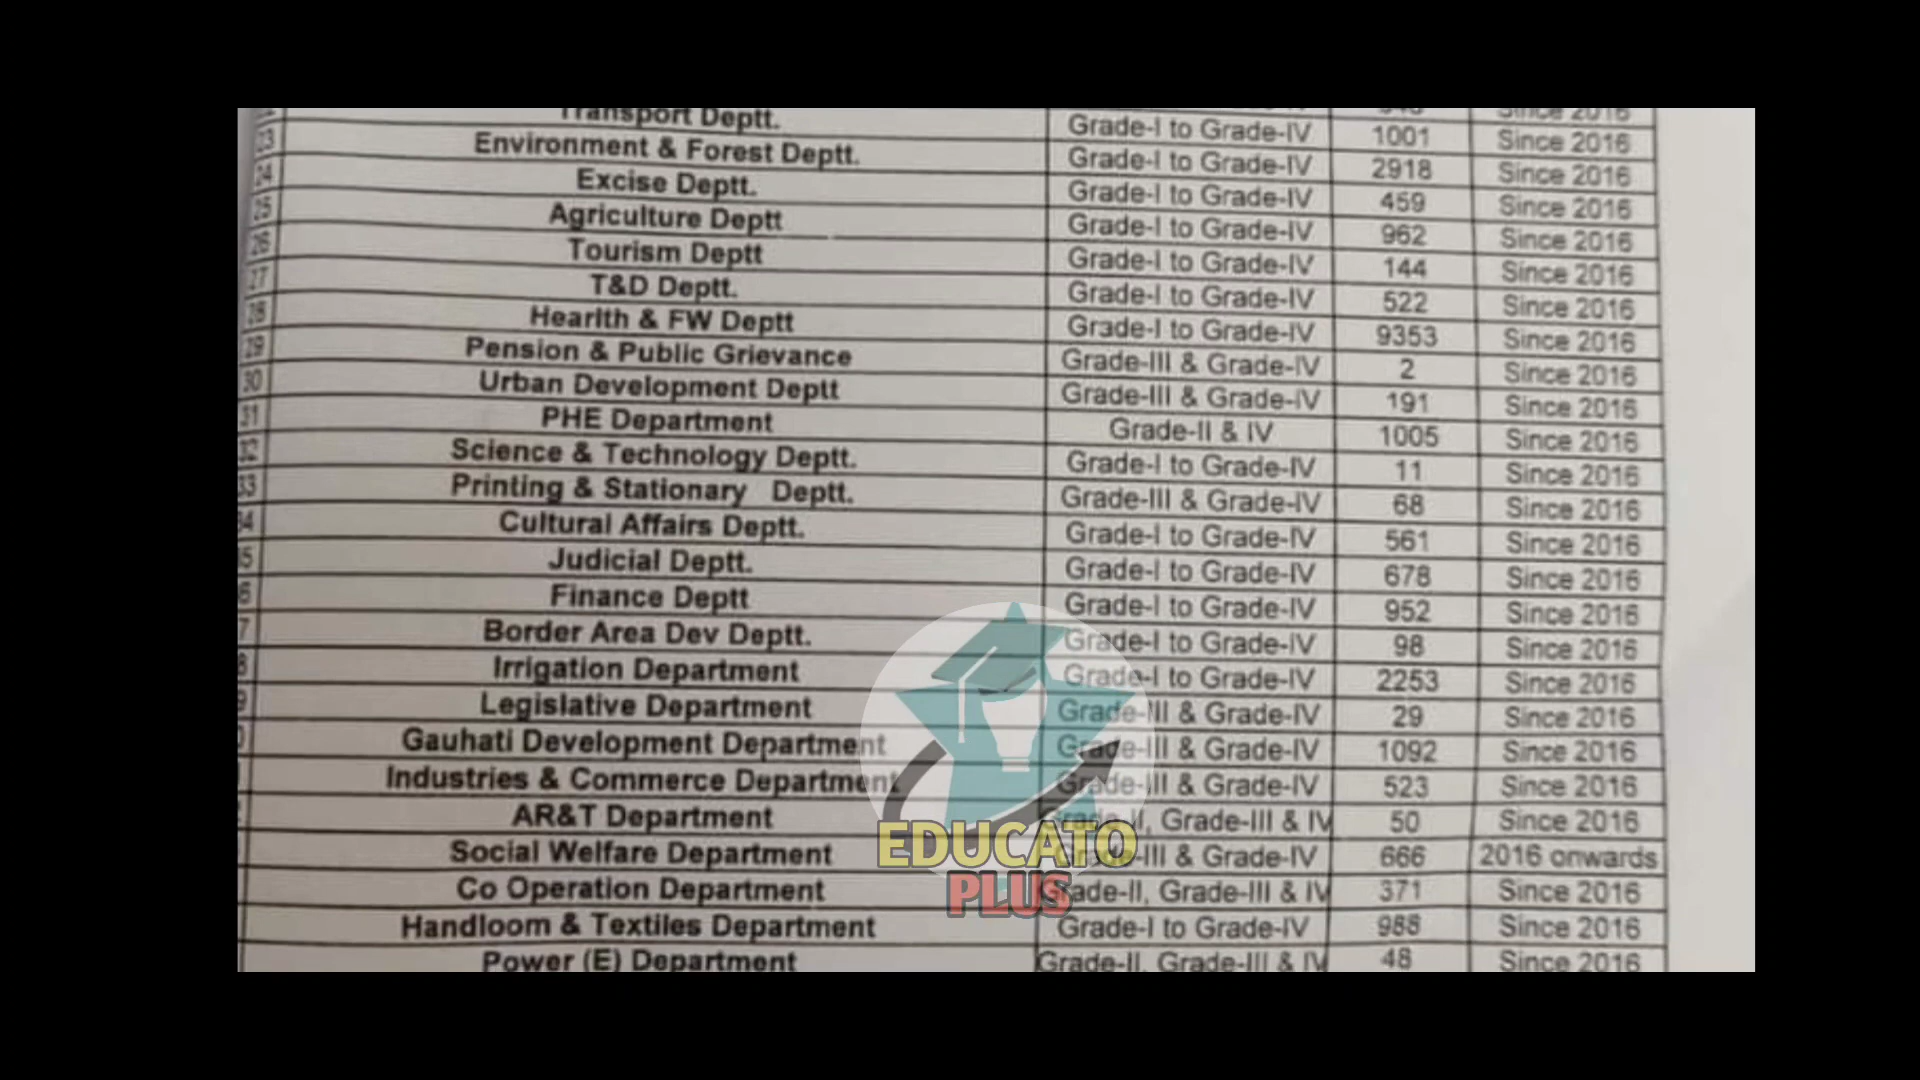 Since 2016
Transport Deptt. Grade-I to Grade-IV 1001 Since 2016
23 Environment & Forest Deptt. Grade-I to Grade-IV 2918 Since 2016
24 Excise Deptt. Grade-I to Grade-IV 459 Since 2016
25 Agriculture Deptt Grade-I to Grade-IV 962 Since 2016
26 Tourism Deptt Grade-I to Grade-IV 144 Since 2016
27 T&D Deptt. Grade-I to Grade-IV 522 Since 2016
28 Hearlth & FW Deptt Grade-I to Grade-IV 9353 Since 2016
29 Pension & Public Grievance Grade-III & Grade-IV 2 Since 2016
30 Urban Development Deptt Grade-III & Grade-IV 191 Since 2016
31 PHE Department Grade-II & IV 1005 Since 2016
32 Science & Technology Deptt. Grade-I to Grade-IV 11 Since 2016
33 Printing & Stationary Deptt. Grade-III & Grade-IV 68 Since 2016
34 Cultural Affairs Deptt. Grade-I to Grade-IV 561 Since 2016
5 Judicial Deptt. Grade-I to Grade-IV 678 Since 2016
6 Finance Deptt Grade-I to Grade-IV 952 Since 2016
7 Border Area Dev Deptt. Grade-I to Grade-IV 98 Since 2016
8 Irrigation Department Grade-I to Grade-IV 2253 Since 2016
9 Legislative Department Grade-III & Grade-IV 29 Since 2016
0 Gauhati Development Department Grade-III & Grade-IV 1092 Since 2016
Industries & Commerce Department Grade-III & Grade-IV 523 Since 2016
AR&T Department Grade-II, Grade-III & IV 50 Since 2016
Social Welfare Department Grade-III & Grade-IV 666 2016 onwards
Co Operation Department Grade-II, Grade-III & IV 371 Since 2016
Handloom & Textiles Department Grade-I to Grade-IV 988 Since 2016
Power (E) Department Grade-II, Grade-III & IV 48 Since 2016
EDUCATO
PLUS